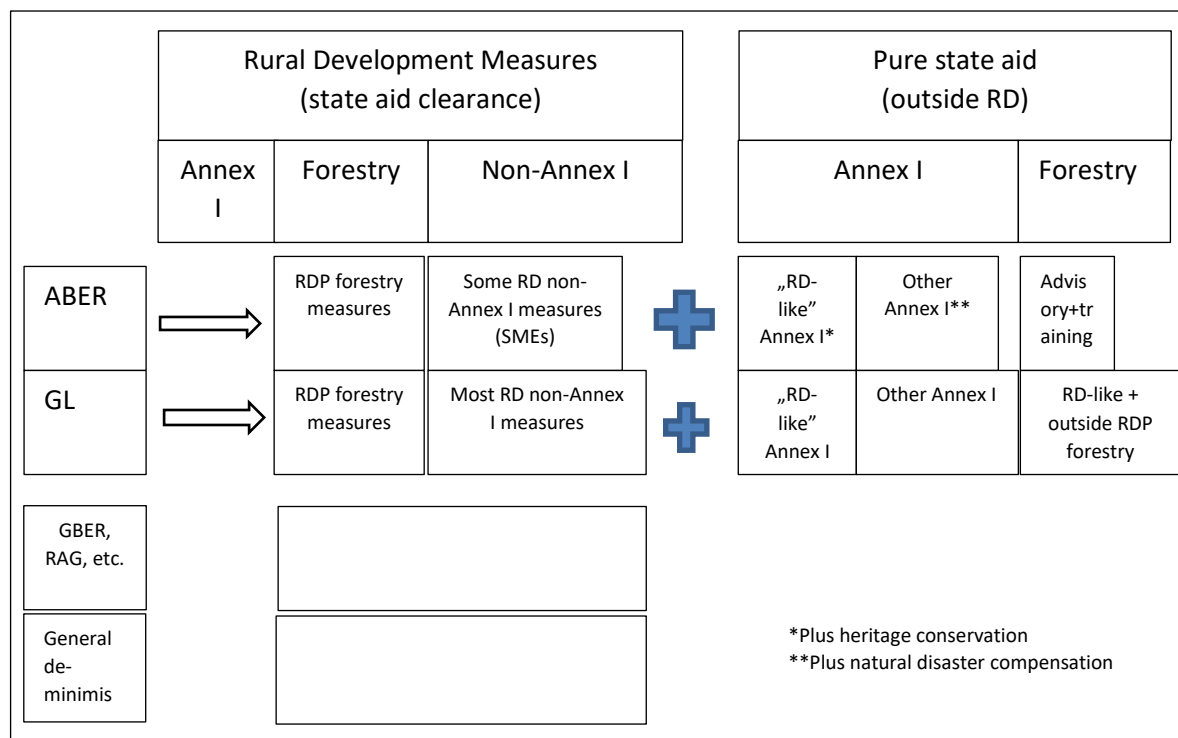 Rural Development Measures
(state aid clearance)
Pure state aid
(outside RD)
Annex
I
Forestry
Non-Annex I
Annex I
Forestry
ABER
RDP forestry
measures
Some RD non-
Annex I measures
(SMEs)
„RD-
like”
Annex I*
Other
Annex I**
Advis
ory+tr
aining
GL
RDP forestry
measures
Most RD non-Annex
I measures
„RD-
like”
Annex I
Other Annex I
RD-like +
outside RDP
forestry
GBER,
RAG, etc.
General
de-
minimis
*Plus heritage conservation
**Plus natural disaster compensation